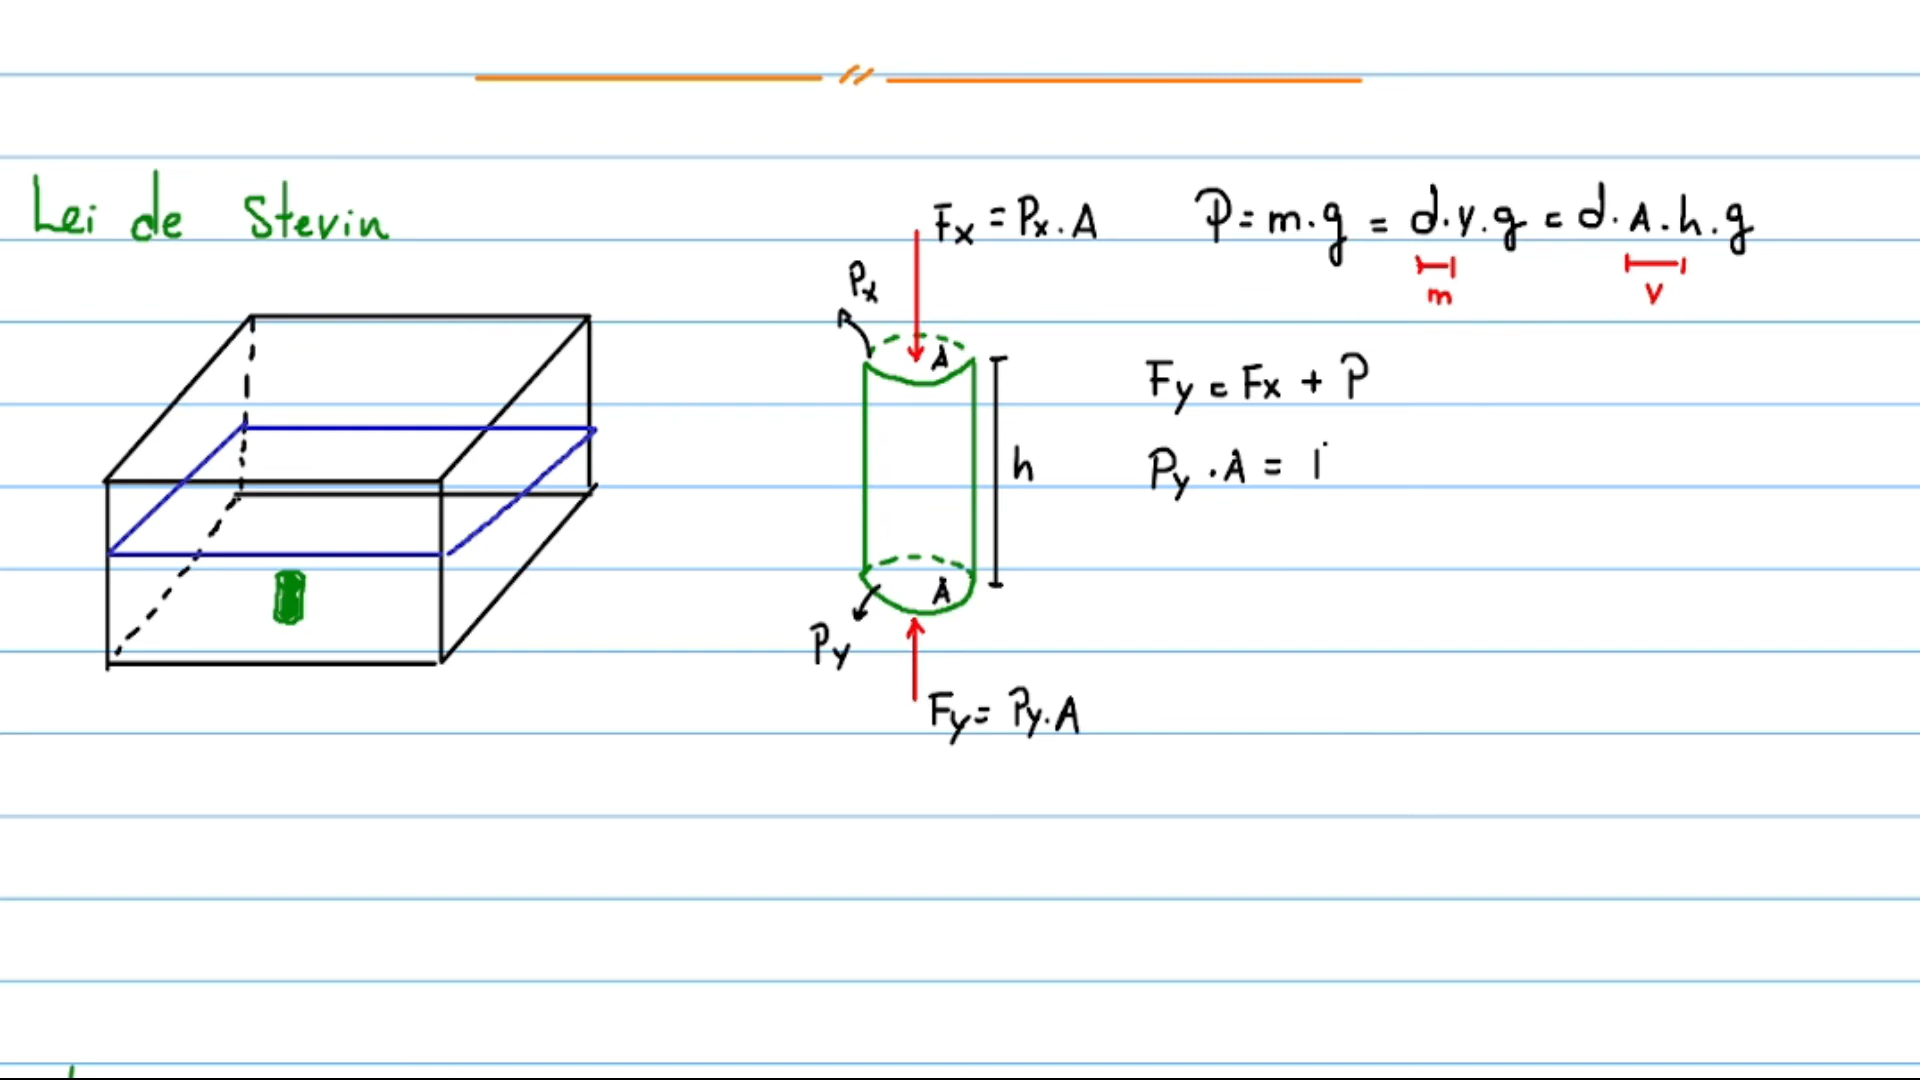 Lei de Stevin
Fx = Px . A
P = m . g = d . v . g = d . A . h . g
m
v
Px
A
h
A
Py
Fy = Py . A
Fy = Fx + P
Py . A =